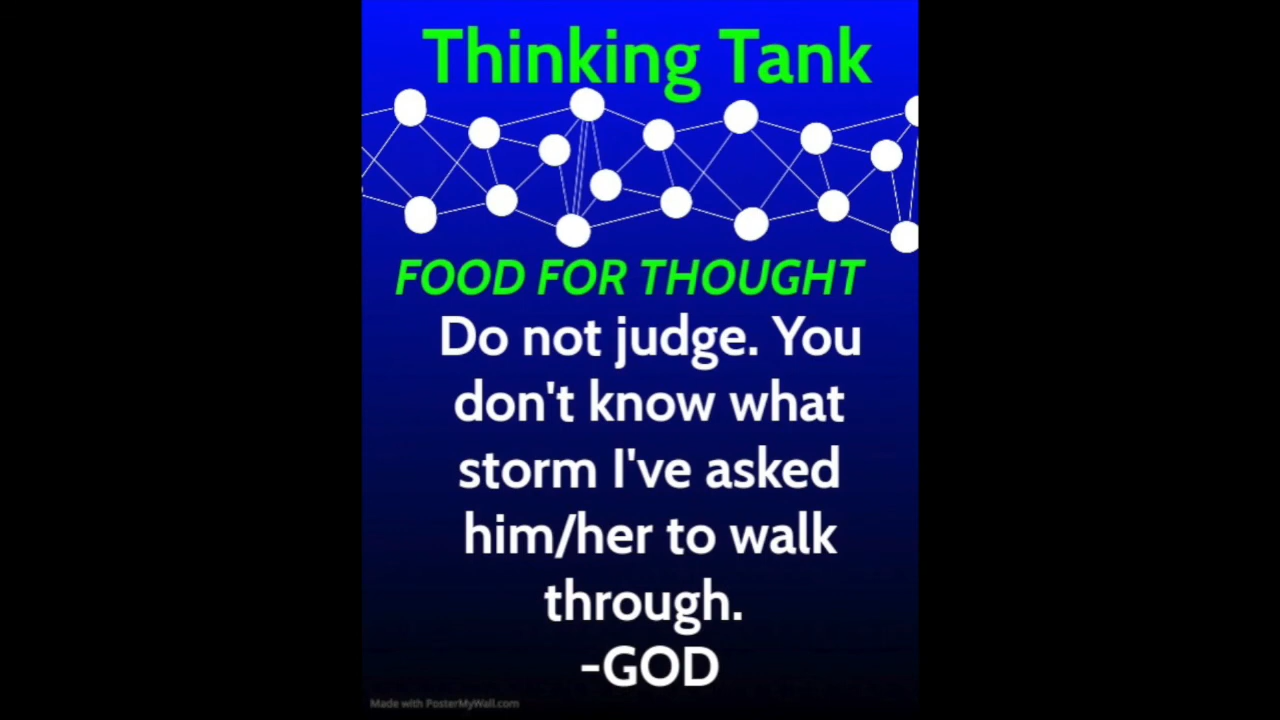 Thinking Tank
FOOD FOR THOUGHT
Do not judge. You
don't know what
storm I've asked
him/her to walk
through.
-GOD
Made with PosterMyWall.com